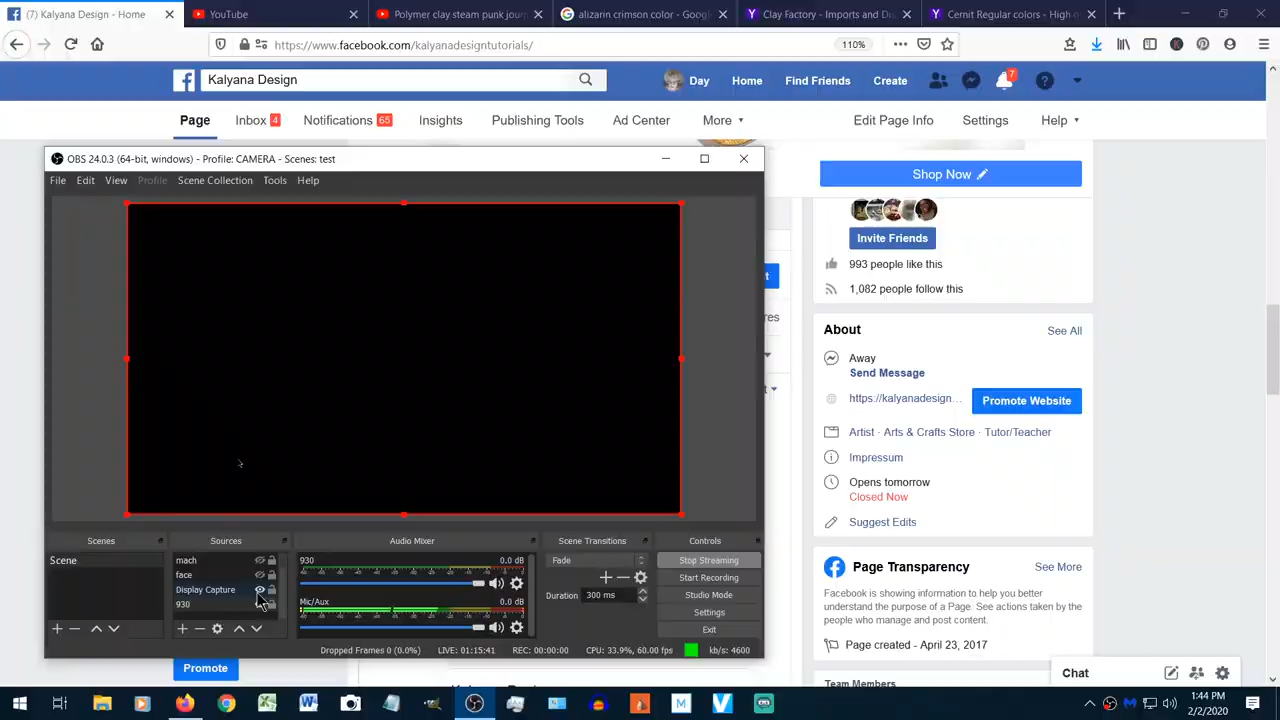 (7) Kalyana Design - Home
YouTube
Polymer clay steam punk jour
alizarin crimson color - Goog
Clay Factory - Imports and Di
Cernit Regular colors - High q
https://www.facebook.com/kalyanadesigntutorials/
110%
Kalyana Design
Day
Home
Find Friends
Create
7
Page
Inbox 4
Notifications 65
Insights
Publishing Tools
Ad Center
More
Edit Page Info
Settings
Help
OBS 24.0.3 (64-bit, windows) - Profile: CAMERA - Scenes: test
File
Edit
View
Profile
Scene Collection
Tools
Help
Shop Now
Invite Friends
993 people like this
1,082 people follow this
t
res
t
About
See All
Away
Send Message
https://kalyanadesign…
Promote Website
Artist · Arts & Crafts Store · Tutor/Teacher
Impressum
Opens tomorrow
Closed Now
Suggest Edits
Page Transparency
See More
Facebook is showing information to help you better
understand the purpose of a Page. See actions taken by the
people who manage and post content.
Page created - April 23, 2017
Team Members
Chat
Scenes
Sources
Audio Mixer
Scene Transitions
Controls
Scene
mach
face
Display Capture
930
930
0.0 dB
Mic/Aux
0.0 dB
Fade
Duration
300 ms
Stop Streaming
Start Recording
Studio Mode
Settings
Exit
Dropped Frames 0 (0.0%)
LIVE: 01:15:41
REC: 00:00:00
CPU: 33.9%, 60.00 fps
kb/s: 4600
Promote
1:44 PM
2/2/2020